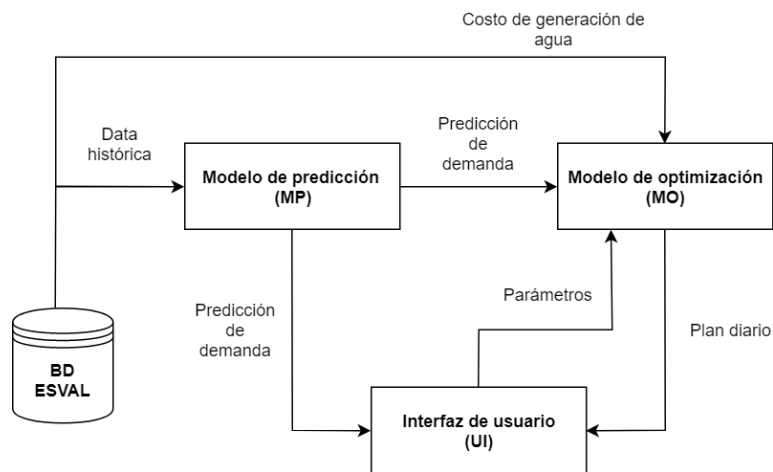 Costo de generación de
agua
Data
histórica
Predicción
de
demanda
Modelo de predicción
(MP)
Modelo de optimización
(MO)
Predicción
de
demanda
Parámetros
Plan diario
BD
ESVAL
Interfaz de usuario
(UI)